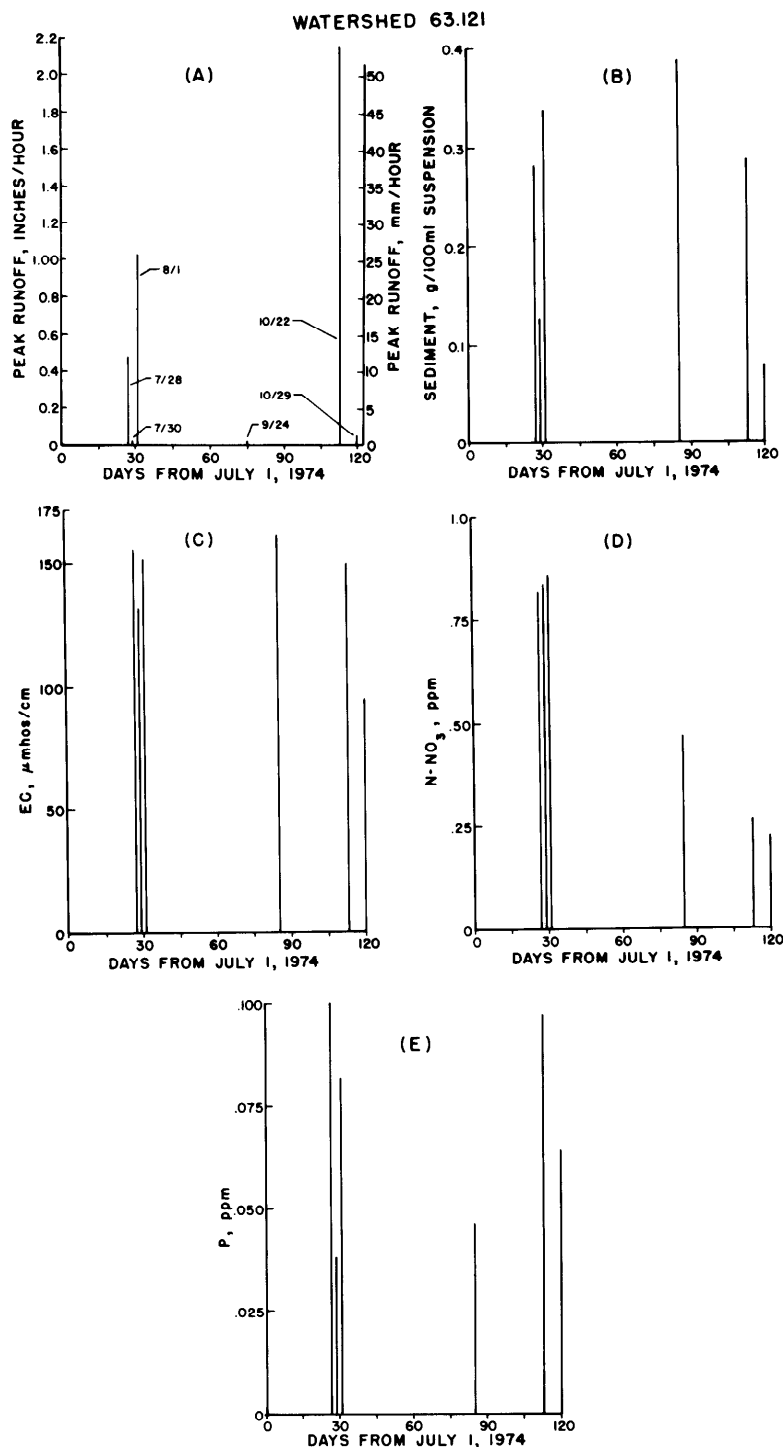 WATERSHED 63.121
(A)
PEAK RUNOFF, INCHES/HOUR
2.2
2.0
1.8
1.6
1.4
1.2
1.00
0.8
0.6
0.4
0.2
0
PEAK RUNOFF, mm/HOUR
50
45
40
35
30
25
20
15
10
5
0
8/1
7/28
7/30
9/24
10/22
10/29
0 30 60 90 120
DAYS FROM JULY 1, 1974
(B)
SEDIMENT, g/100ml SUSPENSION
0.4
0.3
0.2
0.1
0
0 30 60 90 120
DAYS FROM JULY 1, 1974
(C)
EC, μmhos/cm
175
150
100
50
0
0 30 60 90 120
DAYS FROM JULY 1, 1974
(D)
N-NO₃, ppm
1.0
.75
.50
.25
0
0 30 60 90 120
DAYS FROM JULY 1, 1974
(E)
P, ppm
.100
.075
.050
.025
0
0 30 60 90 120
DAYS FROM JULY 1, 1974